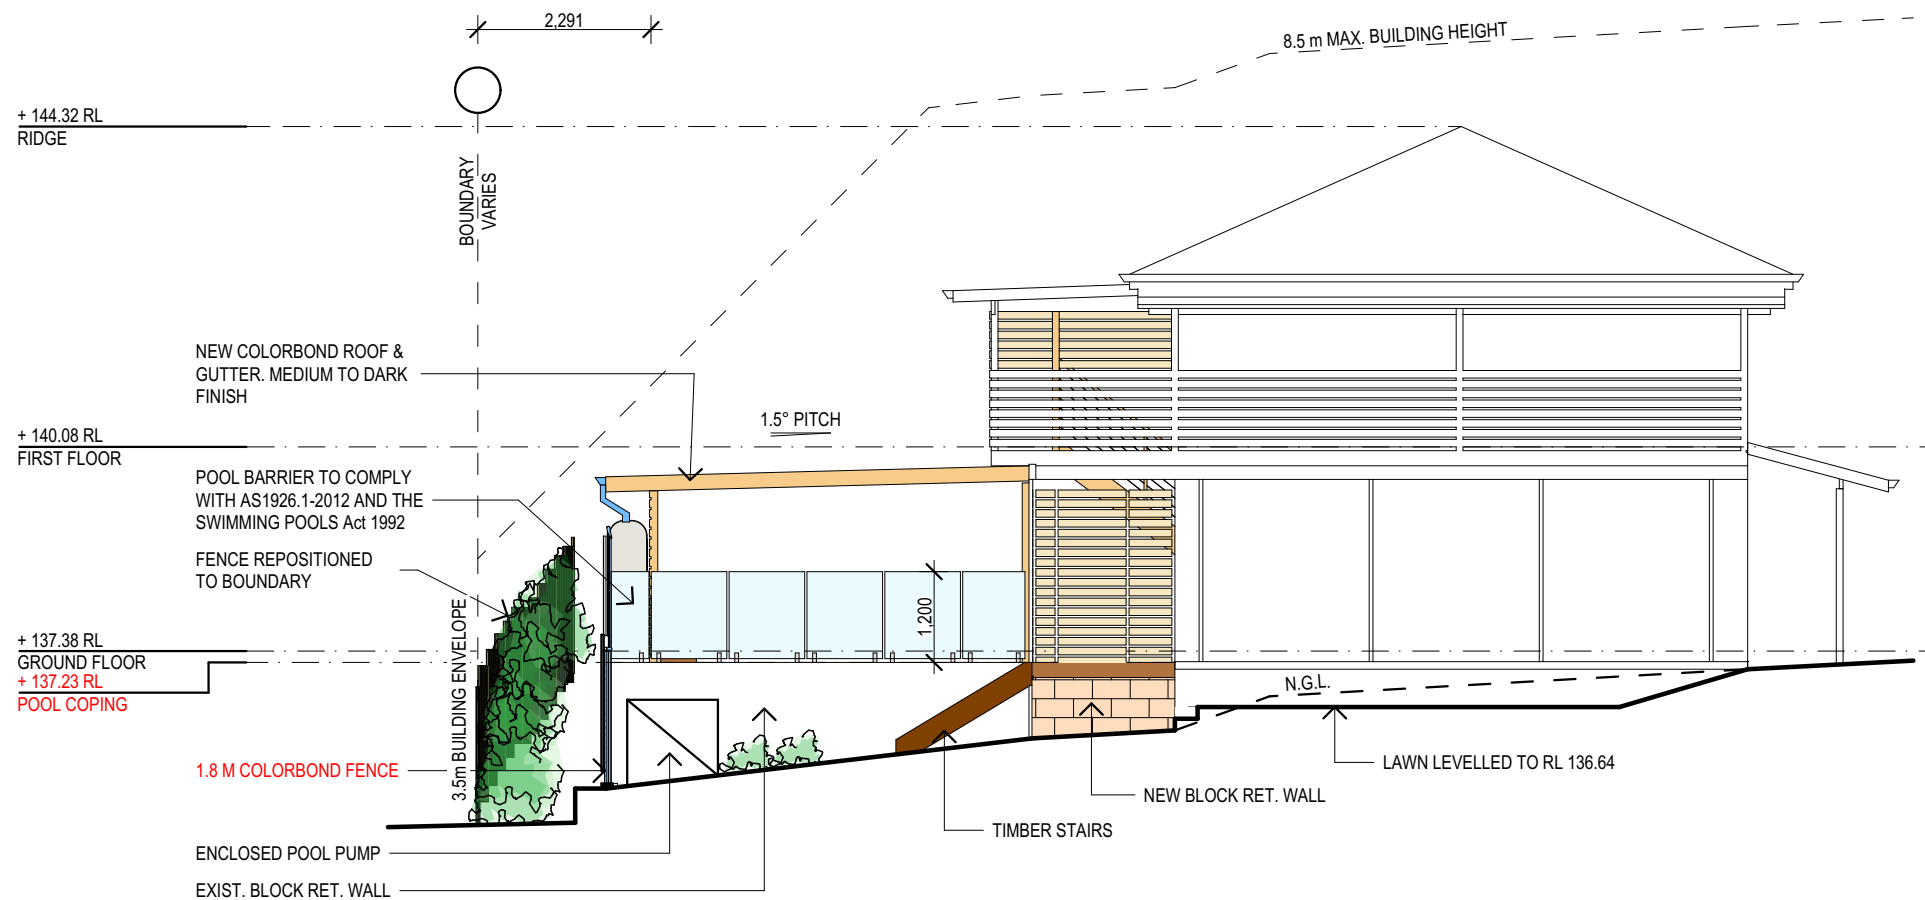 2,291
8.5 m MAX. BUILDING HEIGHT
+ 144.32 RL
RIDGE
BOUNDARY
VARIES
NEW COLORBOND ROOF &
GUTTER. MEDIUM TO DARK
FINISH
1.5° PITCH
+ 140.08 RL
FIRST FLOOR
POOL BARRIER TO COMPLY
WITH AS1926.1-2012 AND THE
SWIMMING POOLS Act 1992
FENCE REPOSITIONED
TO BOUNDARY
1,200
3.5m BUILDING ENVELOPE
+ 137.38 RL
GROUND FLOOR
+ 137.23 RL
POOL COPING
N.G.L.
1.8 M COLORBOND FENCE
LAWN LEVELLED TO RL 136.64
NEW BLOCK RET. WALL
TIMBER STAIRS
ENCLOSED POOL PUMP
EXIST. BLOCK RET. WALL